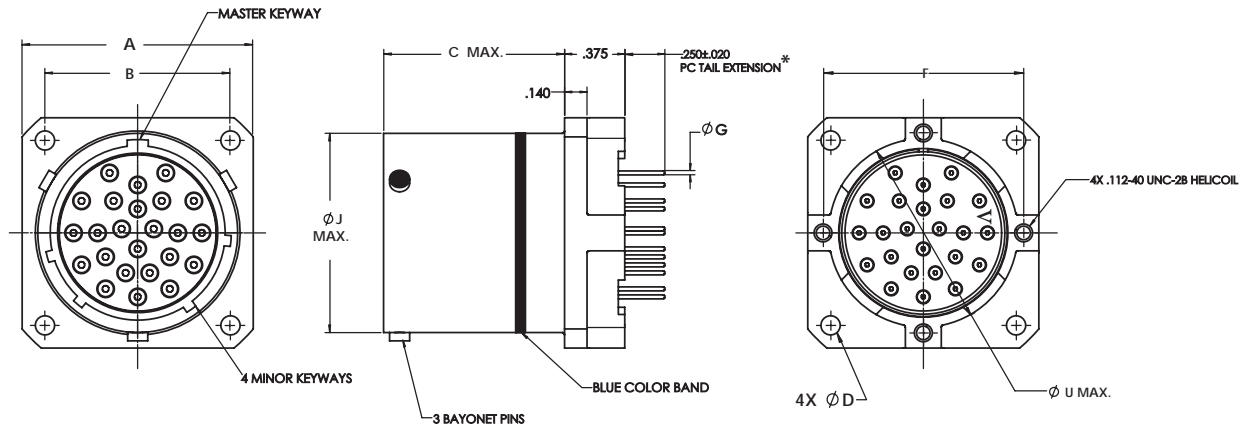 MASTER KEYWAY
A
B
C MAX.
.375
.250±.020
PC TAIL EXTENSION*
.140
ØG
F
4X .112-40 UNC-2B HELICOIL
ØJ
MAX.
V
4 MINOR KEYWAYS
BLUE COLOR BAND
3 BAYONET PINS
4X ØD
Ø U MAX.